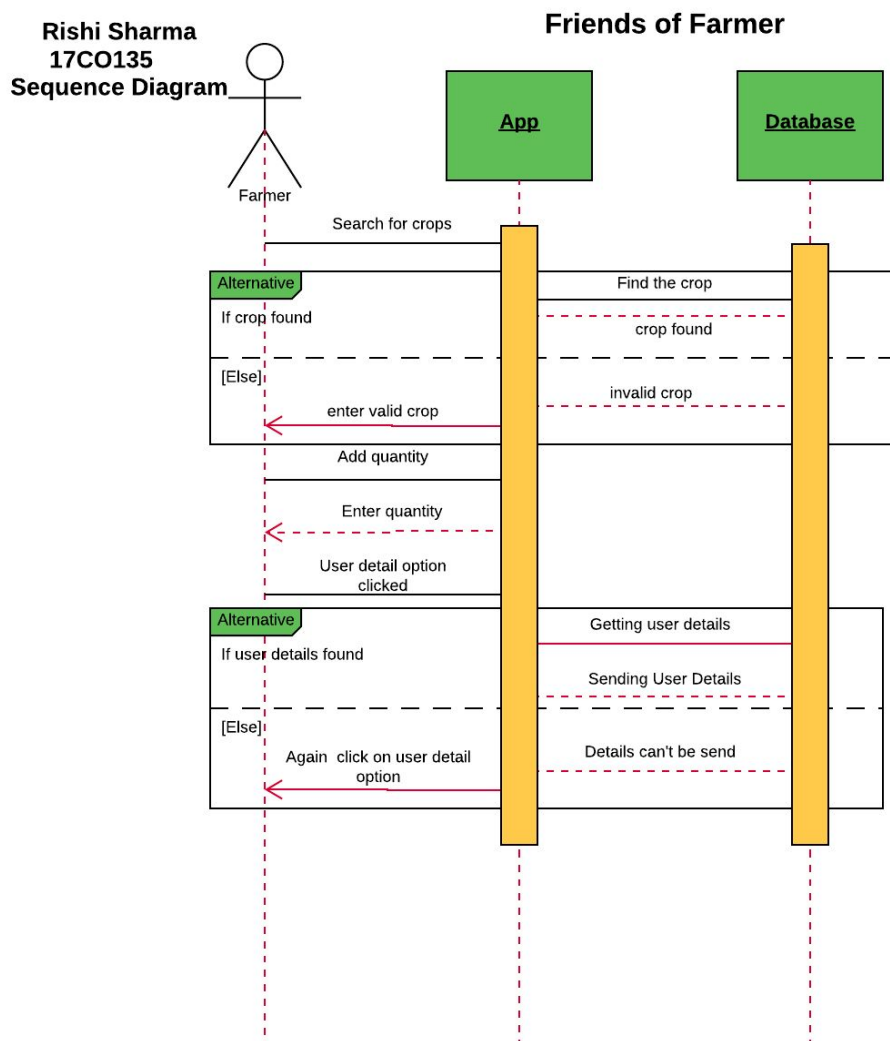 Friends of Farmer
Rishi Sharma
17CO135
Sequence Diagram
Farmer
App
Database
Search for crops
Alternative
Find the crop
If crop found
crop found
[Else]
invalid crop
enter valid crop
Add quantity
Enter quantity
User detail option
clicked
Alternative
Getting user details
If user details found
Sending User Details
[Else]
Details can't be send
Again click on user detail
option